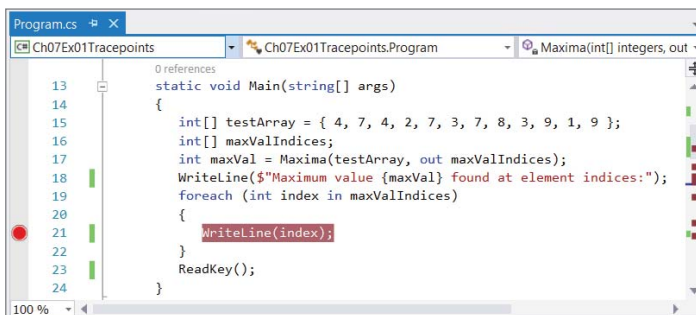 Program.cs
C# Ch07Ex01Tracepoints Ch07Ex01Tracepoints.Program Maxima(int[] integers, out
0 references
13 static void Main(string[] args)
14 {
15 int[] testArray = { 4, 7, 4, 2, 7, 3, 7, 8, 3, 9, 1, 9 };
16 int[] maxValIndices;
17 int maxVal = Maxima(testArray, out maxValIndices);
18 WriteLine($"Maximum value {maxVal} found at element indices:");
19 foreach (int index in maxValIndices)
20 {
21 WriteLine(index);
22 }
23 ReadKey();
24 }
100 %